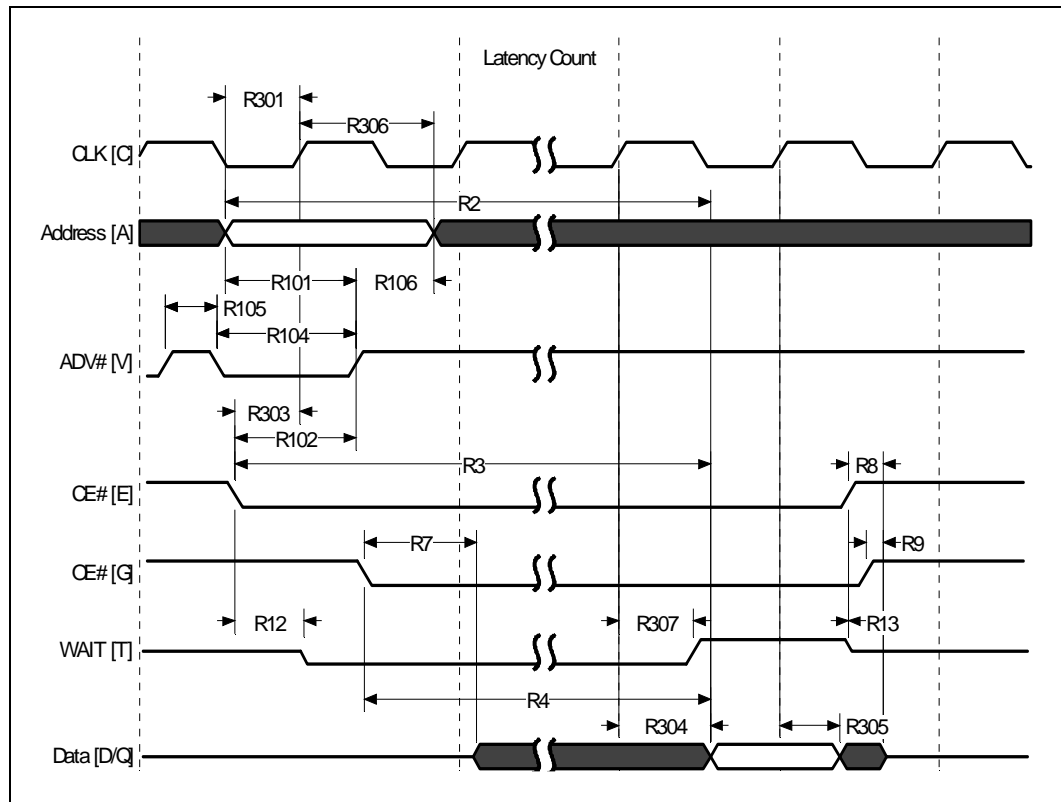 Latency Count
R301
R306
CLK [C]
R2
Address [A]
R101
R106
R105
R104
ADV# [V]
R303
R102
R3
R8
CE# [E]
R7
R9
OE# [G]
R12
R307
R13
WAIT [T]
R4
R304
R305
Data [D/Q]